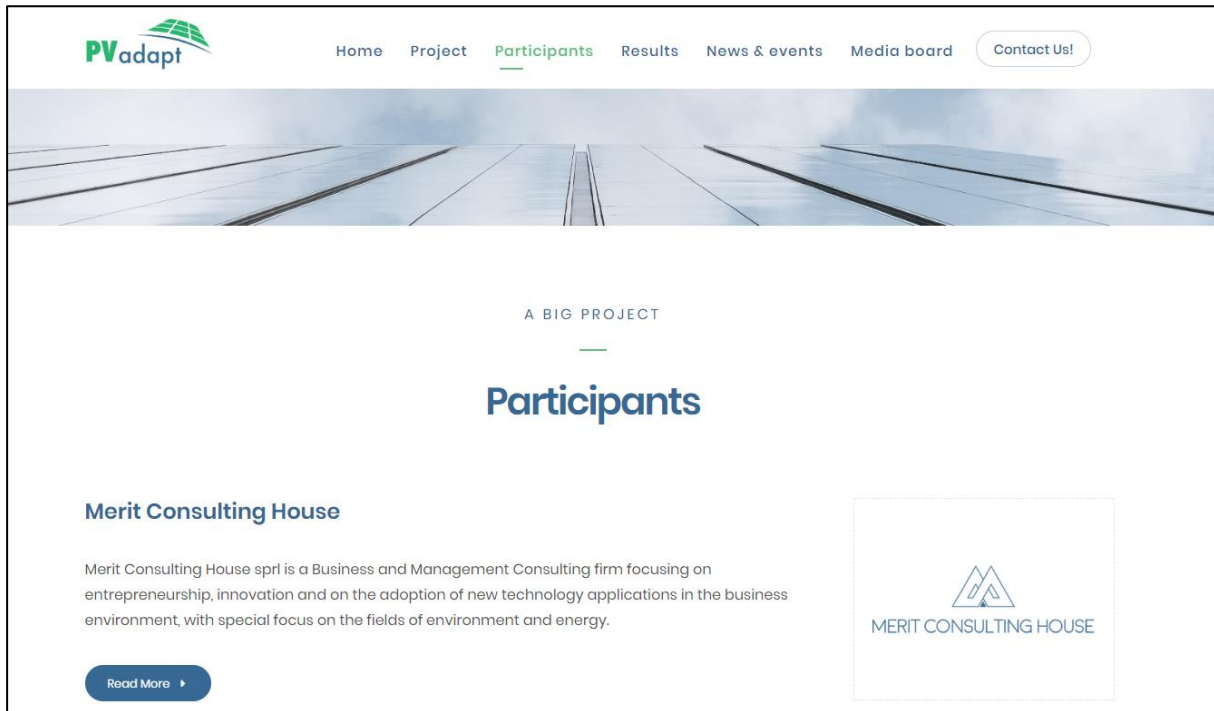 PVadapt
Home Project Participants Results News & events Media board Contact Us!
A BIG PROJECT
Participants
Merit Consulting House
Merit Consulting House sprl is a Business and Management Consulting firm focusing on
entrepreneurship, innovation and on the adoption of new technology applications in the business
environment, with special focus on the fields of environment and energy.
MERIT CONSULTING HOUSE
Read More